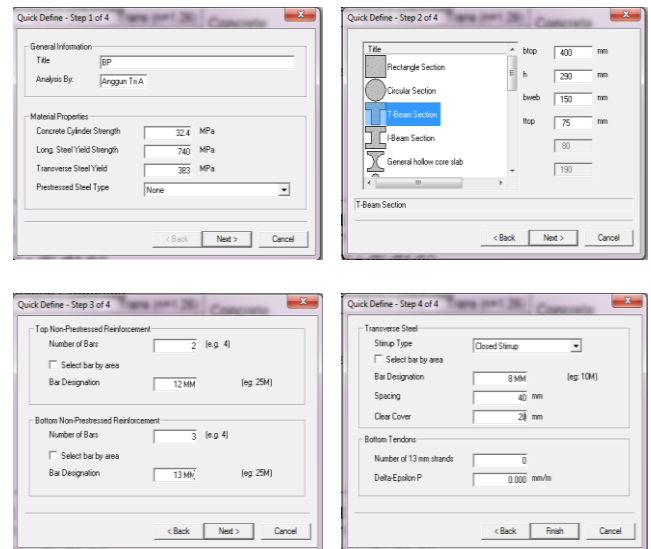 Quick Define - Step 1 of 4
General Information
Title BP
Analysis By: Anggun Tri A
Material Properties
Concrete Cylinder Strength 32.4 MPa
Long. Steel Yield Strength 740 MPa
Transverse Steel Yield 383 MPa
Prestressed Steel Type None
< Back Next > Cancel
Quick Define - Step 2 of 4
Title
Rectangle Section
Circular Section
T-Beam Section
I-Beam Section
General hollow core slab
btop 400 mm
h 290 mm
bweb 150 mm
ttop 75 mm
80
190
T-Beam Section
< Back Next > Cancel
Quick Define - Step 3 of 4
Top Non-Prestressed Reinforcement
Number of Bars 2 (e.g. 4)
Select bar by area
Bar Designation 12 MM (eg: 25M)
Bottom Non-Prestressed Reinforcement
Number of Bars 3 (e.g. 4)
Select bar by area
Bar Designation 13 MM (eg: 25M)
< Back Next > Cancel
Quick Define - Step 4 of 4
Transverse Steel
Stirrup Type Closed Stirrup
Select bar by area
Bar Designation 8 MM (eg: 10M)
Spacing 40 mm
Clear Cover 20 mm
Bottom Tendons
Number of 13 mm strands 0
Delta-Epsilon P 0.000 mm/m
< Back Finish Cancel